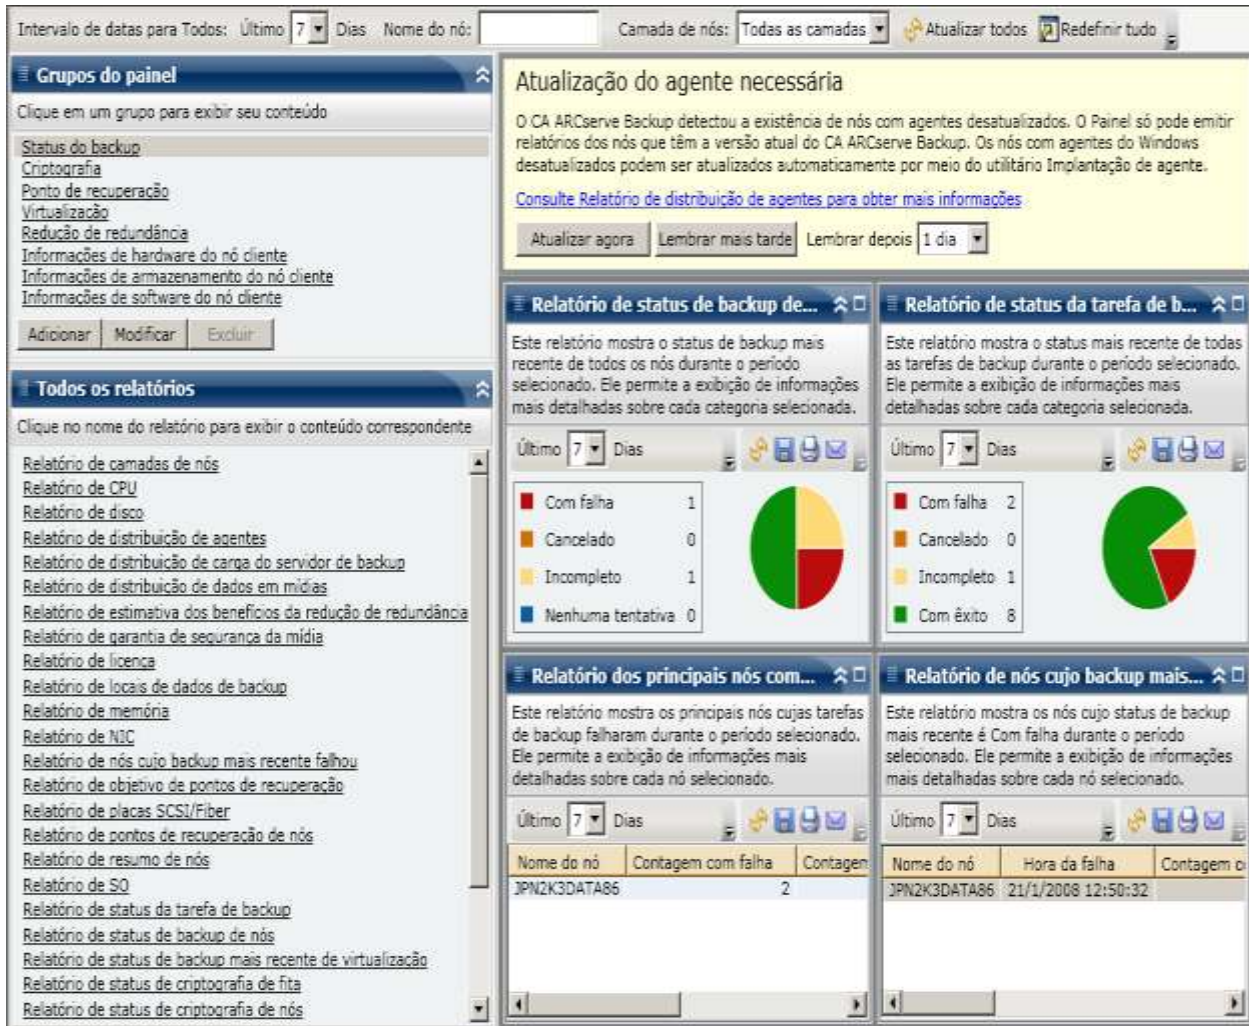 Intervalo de datas para Todos: Último 7 Dias Nome do nó: Camada de nós: Todas as camadas Atualizar todos Redefinir tudo
Grupos do painel
Clique em um grupo para exibir seu conteúdo
Status do backup
Criptografia
Ponto de recuperação
Virtualização
Redução de redundância
Informações de hardware do nó cliente
Informações de armazenamento do nó cliente
Informações de software do nó cliente
Adicionar Modificar Excluir
Todos os relatórios
Clique no nome do relatório para exibir o conteúdo correspondente
Relatório de camadas de nós
Relatório de CPU
Relatório de disco
Relatório de distribuição de agentes
Relatório de distribuição de carga do servidor de backup
Relatório de distribuição de dados em mídias
Relatório de estimativa dos benefícios da redução de redundância
Relatório de garantia de segurança da mídia
Relatório de licença
Relatório de locais de dados de backup
Relatório de memória
Relatório de NIC
Relatório de nós cujo backup mais recente falhou
Relatório de objetivo de pontos de recuperação
Relatório de placas SCSI/Fiber
Relatório de pontos de recuperação de nós
Relatório de resumo de nós
Relatório de SO
Relatório de status da tarefa de backup
Relatório de status de backup de nós
Relatório de status de backup mais recente de virtualização
Relatório de status de criptografia de fita
Relatório de status de criptografia de nós
Atualização do agente necessária
O CA ARCserve Backup detectou a existência de nós com agentes desatualizados. O Painel só pode emitir
relatórios dos nós que têm a versão atual do CA ARCserve Backup. Os nós com agentes do Windows
desatualizados podem ser atualizados automaticamente por meio do utilitário Implantação de agente.
Consulte Relatório de distribuição de agentes para obter mais informações
Atualizar agora Lembrar mais tarde Lembrar depois 1 dia
Relatório de status de backup de...
Este relatório mostra o status de backup mais
recente de todos os nós durante o período
selecionado. Ele permite a exibição de informações
mais detalhadas sobre cada categoria selecionada.
Último 7 Dias
Com falha 1
Cancelado 0
Incompleto 1
Nenhuma tentativa 0
Relatório de status da tarefa de b...
Este relatório mostra o status mais recente de todas
as tarefas de backup durante o período selecionado.
Ele permite a exibição de informações mais
detalhadas sobre cada categoria selecionada.
Último 7 Dias
Com falha 2
Cancelado 0
Incompleto 1
Com êxito 8
Relatório dos principais nós com...
Este relatório mostra os principais nós cujas tarefas
de backup falharam durante o período selecionado.
Ele permite a exibição de informações mais
detalhadas sobre cada nó selecionado.
Último 7 Dias
Nome do nó Contagem com falha Contagem
JPN2K3DATA86 2
Relatório de nós cujo backup mais...
Este relatório mostra os nós cujo status de backup
mais recente é Com falha durante o período
selecionado. Ele permite a exibição de informações
mais detalhadas sobre cada nó selecionado.
Último 7 Dias
Nome do nó Hora da falha Contagem c
JPN2K3DATA86 21/1/2008 12:50:32